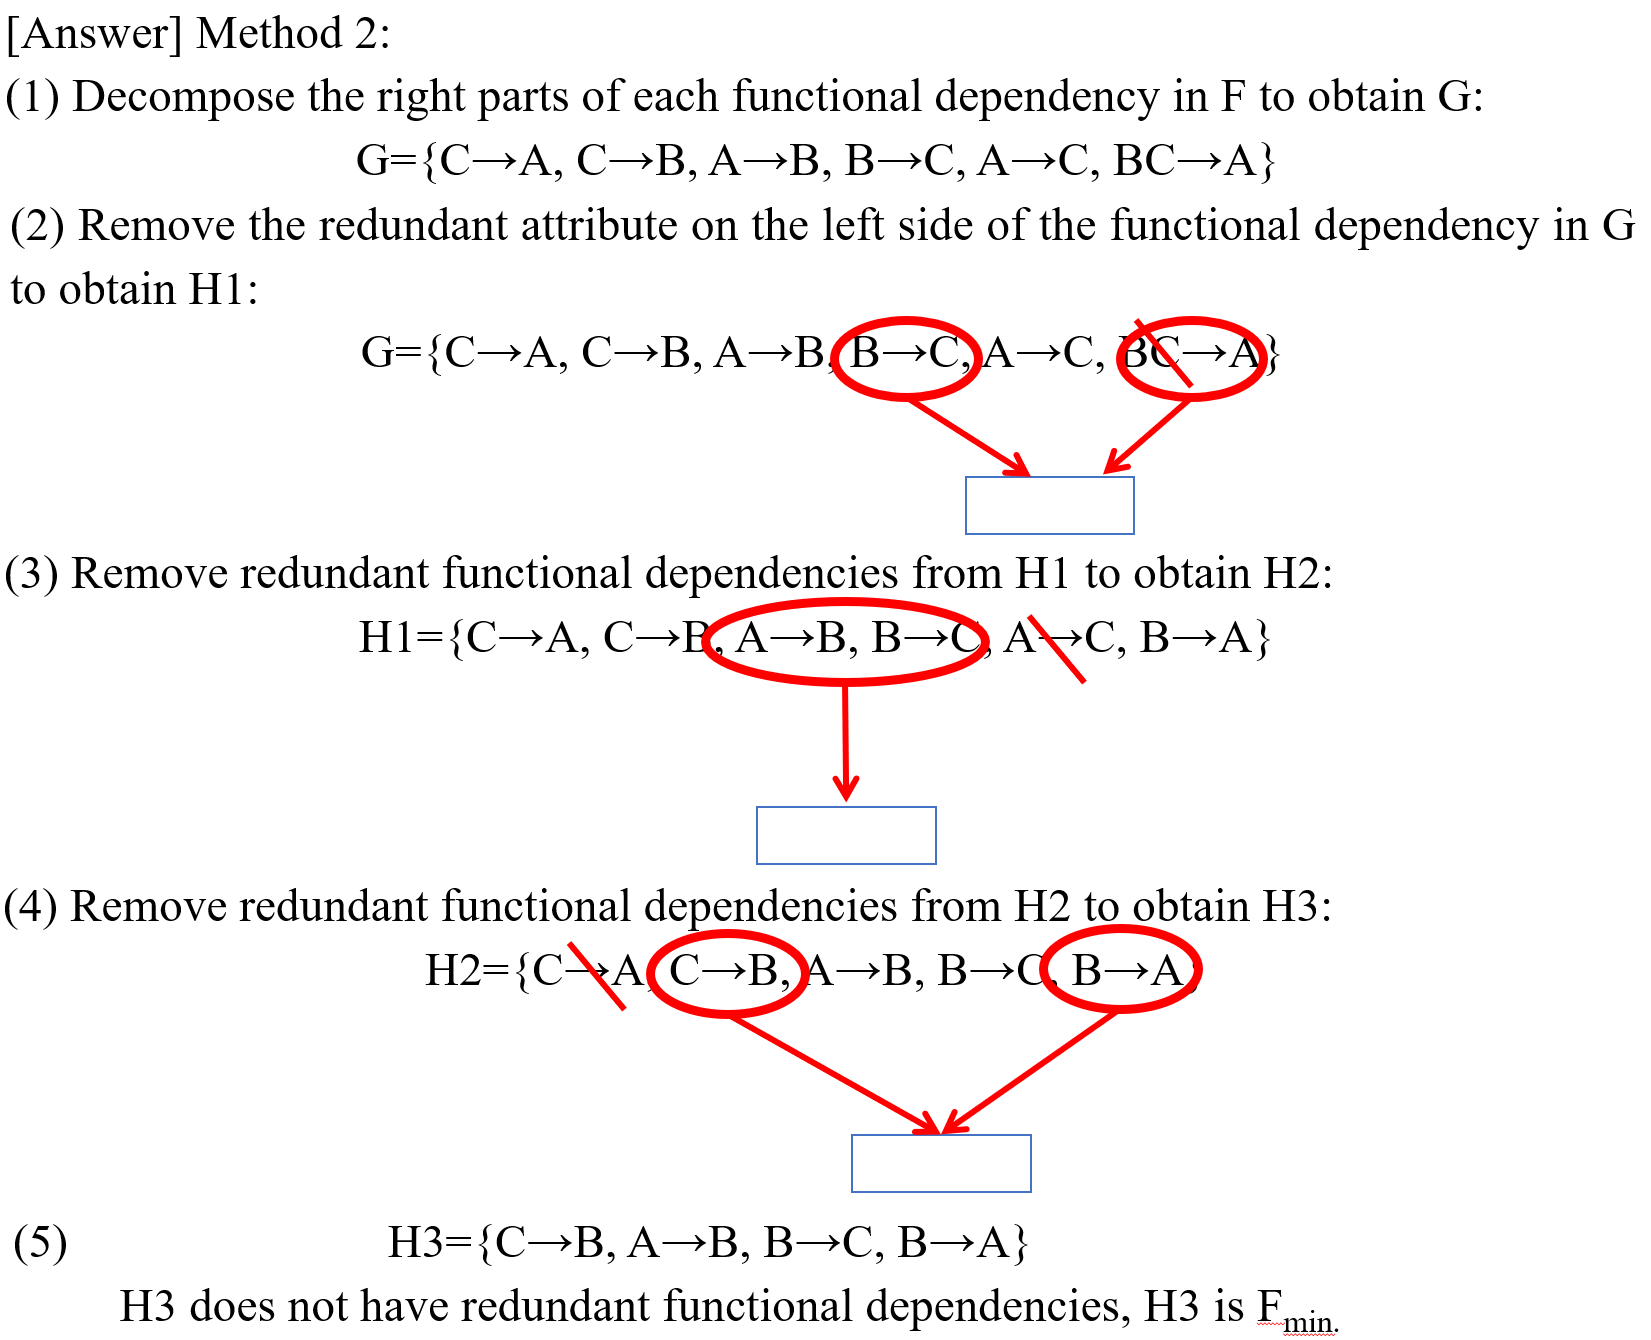 [Answer] Method 2:
(1) Decompose the right parts of each functional dependency in F to obtain G:
G={C→A, C→B, A→B, B→C, A→C, BC→A}
(2) Remove the redundant attribute on the left side of the functional dependency in G
to obtain H1:
G={C→A, C→B, A→B, B→C, A→C, BC→A}
(3) Remove redundant functional dependencies from H1 to obtain H2:
H1={C→A, C→B, A→B, B→C, A→C, B→A}
(4) Remove redundant functional dependencies from H2 to obtain H3:
H2={C→A, C→B, A→B, B→C, B→A}
(5) H3={C→B, A→B, B→C, B→A}
H3 does not have redundant functional dependencies, H3 is Fmin.